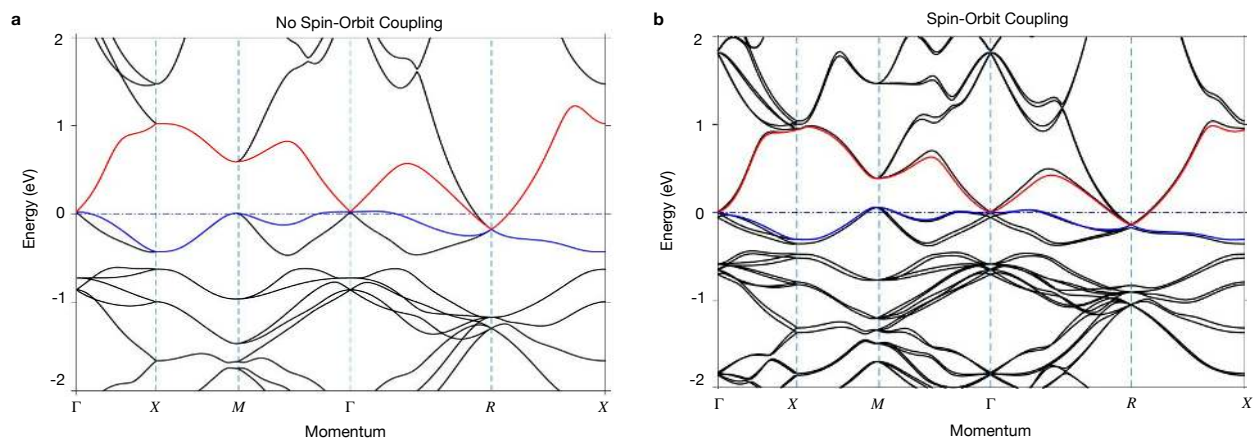 a
No Spin-Orbit Coupling
2
1
0
-1
-2
Energy (eV)
Γ X M Γ R X
Momentum
b
Spin-Orbit Coupling
2
1
0
-1
-2
Energy (eV)
Γ X M Γ R X
Momentum